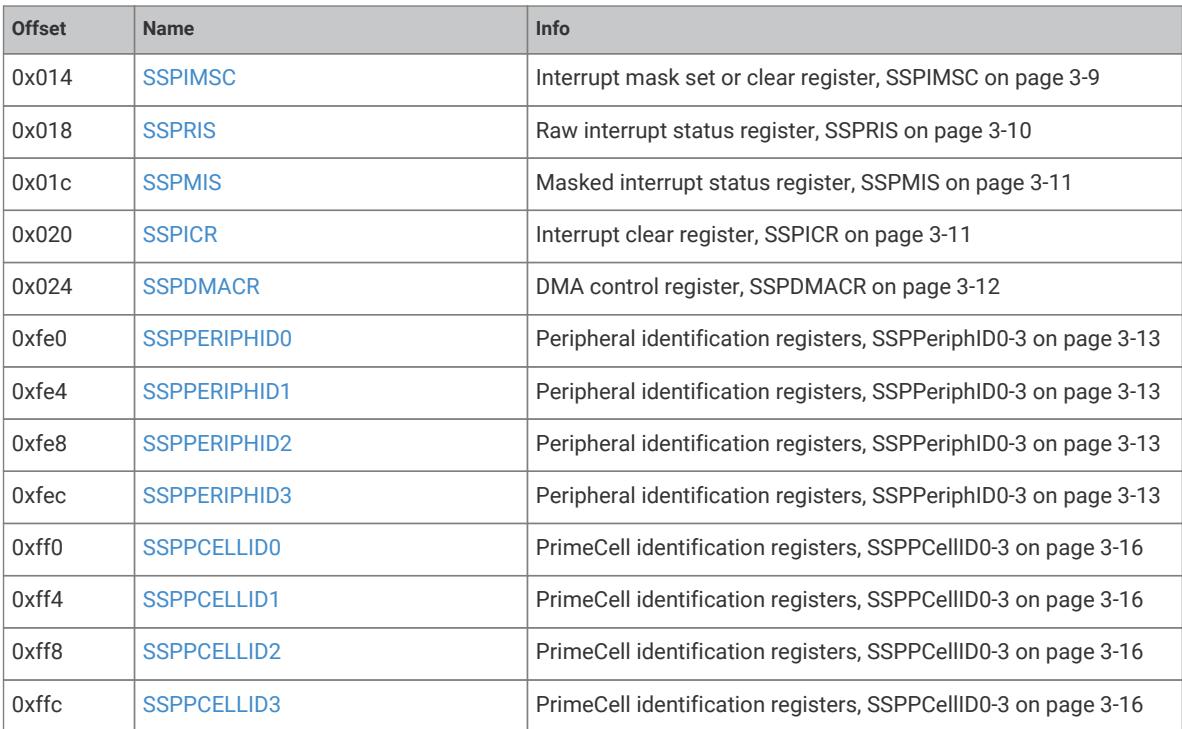 Offset Name Info
0x014 SSPIMSC Interrupt mask set or clear register, SSPIMSC on page 3-9
0x018 SSPRIS Raw interrupt status register, SSPRIS on page 3-10
0x01c SSPMIS Masked interrupt status register, SSPMIS on page 3-11
0x020 SSPICR Interrupt clear register, SSPICR on page 3-11
0x024 SSPDMACR DMA control register, SSPDMACR on page 3-12
0xfe0 SSPPERIPHID0 Peripheral identification registers, SSPPeriphID0-3 on page 3-13
0xfe4 SSPPERIPHID1 Peripheral identification registers, SSPPeriphID0-3 on page 3-13
0xfe8 SSPPERIPHID2 Peripheral identification registers, SSPPeriphID0-3 on page 3-13
0xfec SSPPERIPHID3 Peripheral identification registers, SSPPeriphID0-3 on page 3-13
0xff0 SSPPCELLID0 PrimeCell identification registers, SSPPCellID0-3 on page 3-16
0xff4 SSPPCELLID1 PrimeCell identification registers, SSPPCellID0-3 on page 3-16
0xff8 SSPPCELLID2 PrimeCell identification registers, SSPPCellID0-3 on page 3-16
0xffc SSPPCELLID3 PrimeCell identification registers, SSPPCellID0-3 on page 3-16